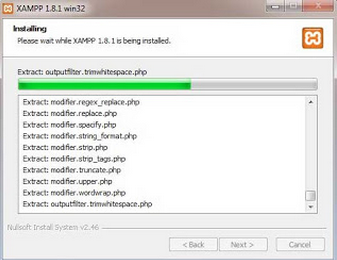 XAMPP 1.8.1 win32
Installing
Please wait while XAMPP 1.8.1 is being installed.
Extract: outputfilter.trimwhitespace.php
Extract: modifier.regex_replace.php
Extract: modifier.replace.php
Extract: modifier.spacify.php
Extract: modifier.string_format.php
Extract: modifier.strip.php
Extract: modifier.strip_tags.php
Extract: modifier.truncate.php
Extract: modifier.upper.php
Extract: modifier.wordwrap.php
Extract: outputfilter.trimwhitespace.php
Nullsoft Install System v2.46
< Back
Next >
Cancel